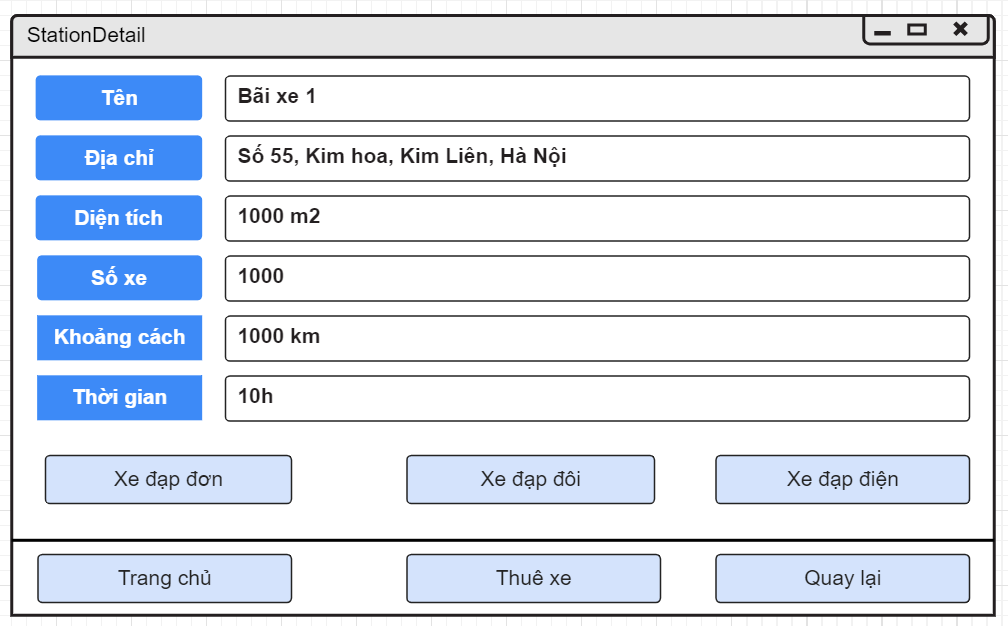 StationDetail
Tên
Bãi xe 1
Địa chỉ
Số 55, Kim hoa, Kim Liên, Hà Nội
Diện tích
1000 m2
Số xe
1000
Khoảng cách
1000 km
Thời gian
10h
Xe đạp đơn
Xe đạp đôi
Xe đạp điện
Trang chủ
Thuê xe
Quay lại